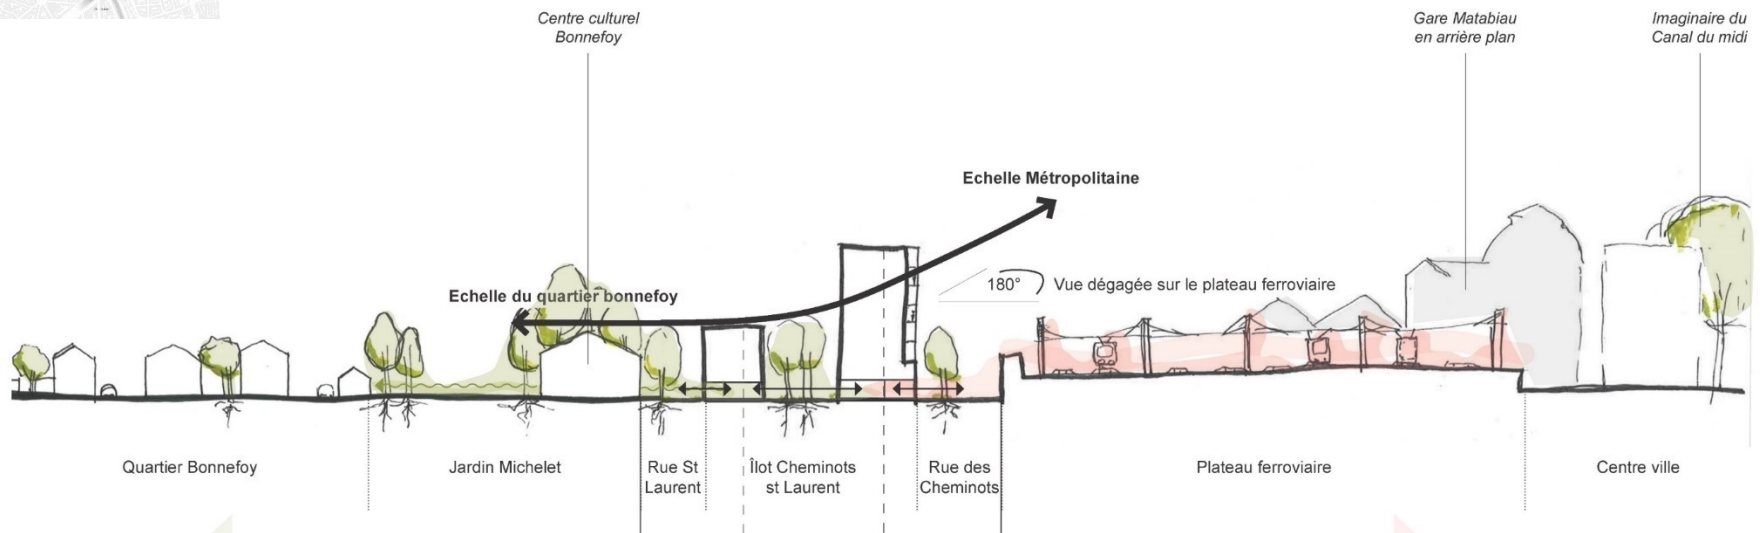 Centre culturel
Bonnefoy
Gare Matabiau
en arrière plan
Imaginaire du
Canal du midi
Echelle Métropolitaine
Echelle du quartier bonnefoy
180°
Vue dégagée sur le plateau ferroviaire
Quartier Bonnefoy
Jardin Michelet
Rue St
Laurent
Îlot Cheminots
st Laurent
Rue des
Cheminots
Plateau ferroviaire
Centre ville